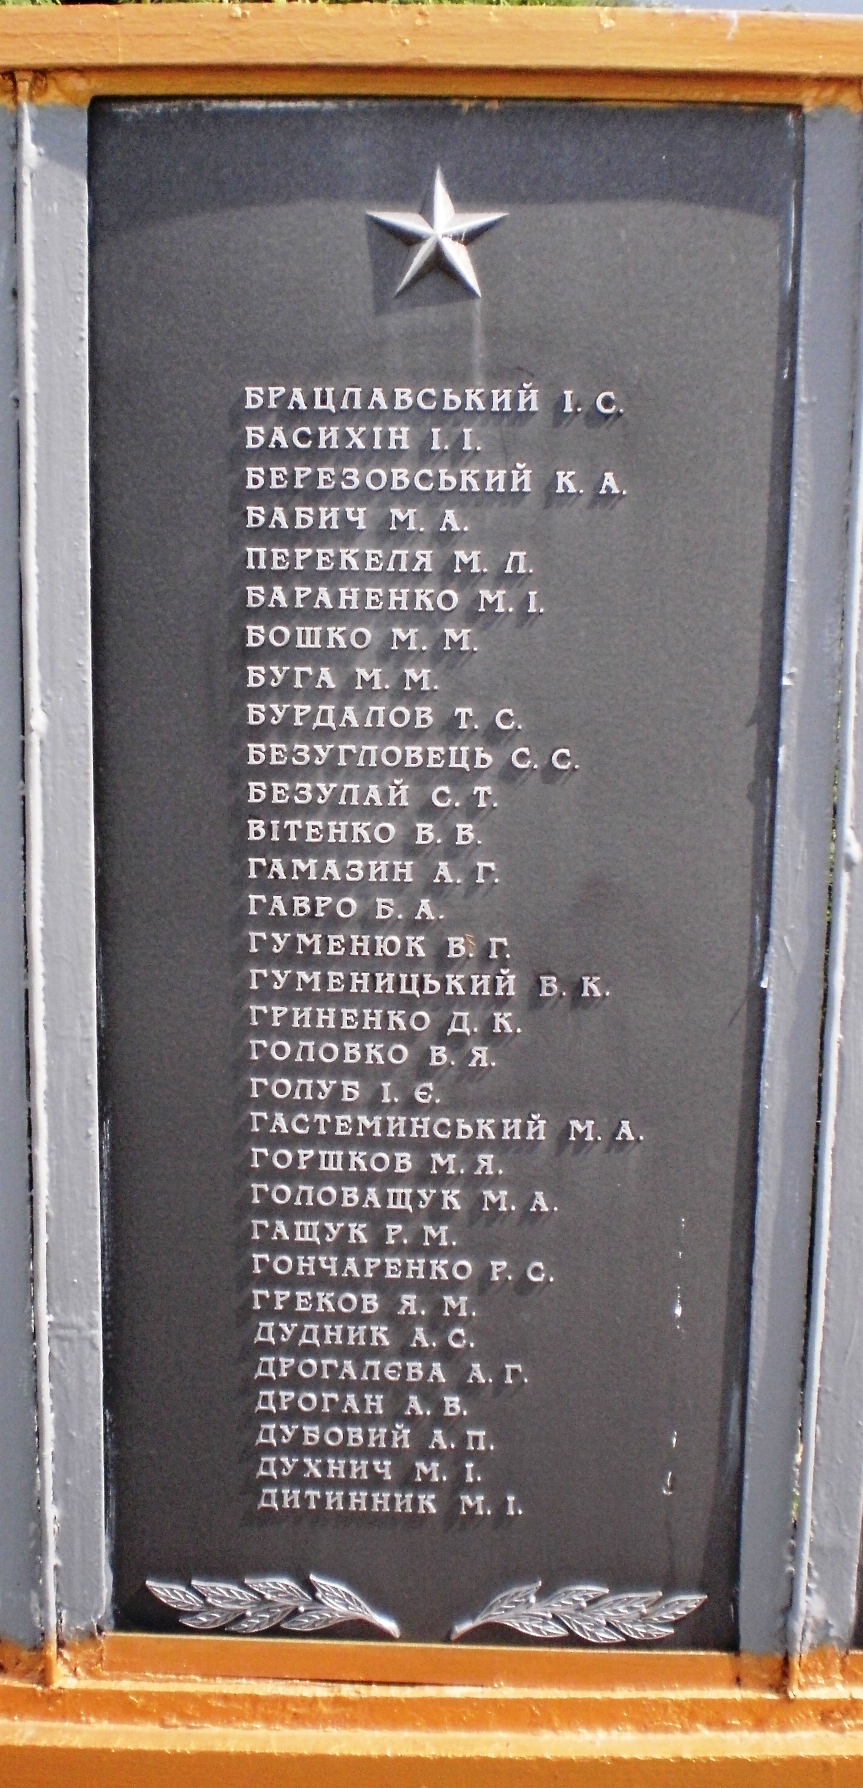 БРАЦЛАВСЬКИЙ І. С.
БАСИХІН І. І.
БЕРЕЗОВСЬКИЙ К. А.
БАБИЧ М. А.
ПЕРЕКЕЛЯ М. Л.
БАРАНЕНКО М. І.
БОШКО М. М.
БУГА М. М.
БУРДАЛОВ Т. С.
БЕЗУГЛОВЕЦЬ С. С.
БЕЗУЛАЙ С. Т.
ВІТЕНКО В. В.
ГАМАЗИН А. Г.
ГАВРО Б. А.
ГУМЕНЮК В. Г.
ГУМЕНИЦЬКИЙ В. К.
ГРИНЕНКО Д. К.
ГОЛОВКО В. Я.
ГОЛУБ І. Є.
ГАСТЕМИНСЬКИЙ М. А.
ГОРШКОВ М. Я.
ГОЛОВАЩУК М. А.
ГАЩУК Р. М.
ГОНЧАРЕНКО Р. С.
ГРЕКОВ Я. М.
ДУДНИК А. С.
ДРОГАЛЄВА А. Г.
ДРОГАН А. В.
ДУБОВИЙ А. П.
ДУХНИЧ М. І.
ДИТИННИК М. І.